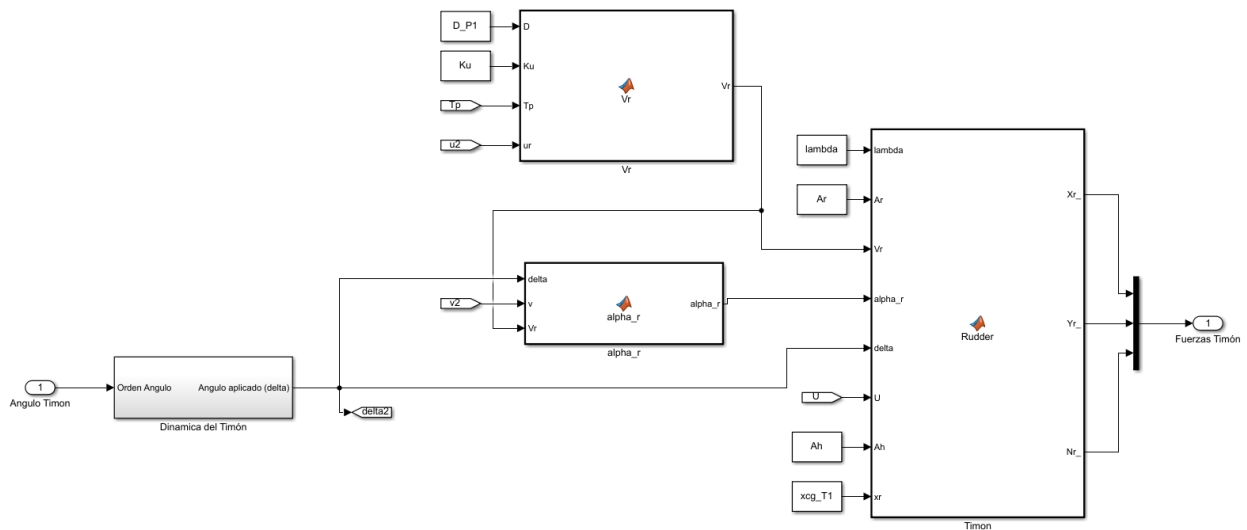 D_P1
D
Ku
Ku
Tp
Tp
u2
ur
Vr
Vr
Vr
lambda
lambda
Ar
Ar
Vr
alpha_r
delta
U
U
Ah
Ah
xcg_T1
xr
Rudder
Xr_
Yr_
Nr_
Timon
delta
v2
v
Vr
alpha_r
alpha_r
alpha_r
1
Angulo Timon
Orden Angulo
Angulo aplicado (delta)
Dinamica del Timón
delta2
1
Fuerzas Timón